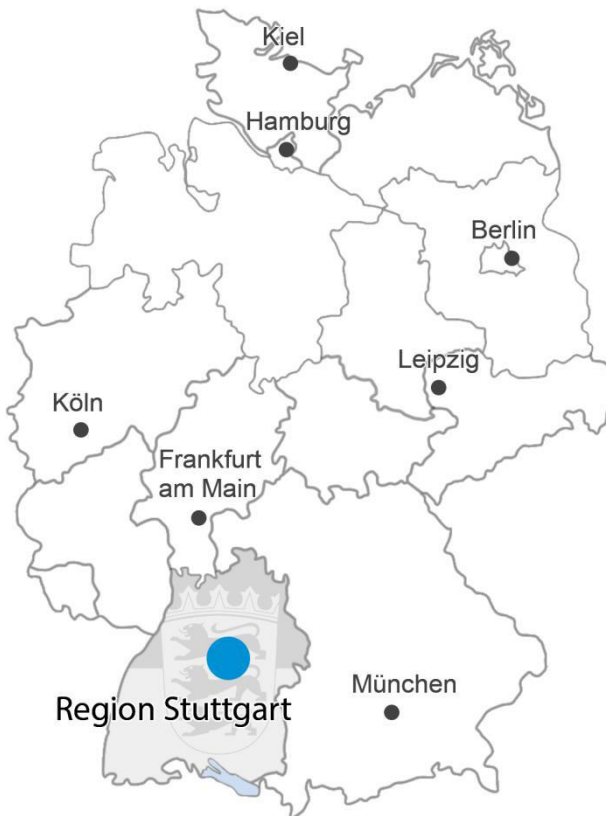 Kiel
Hamburg
Berlin
Leipzig
Köln
Frankfurt
am Main
Region Stuttgart
München